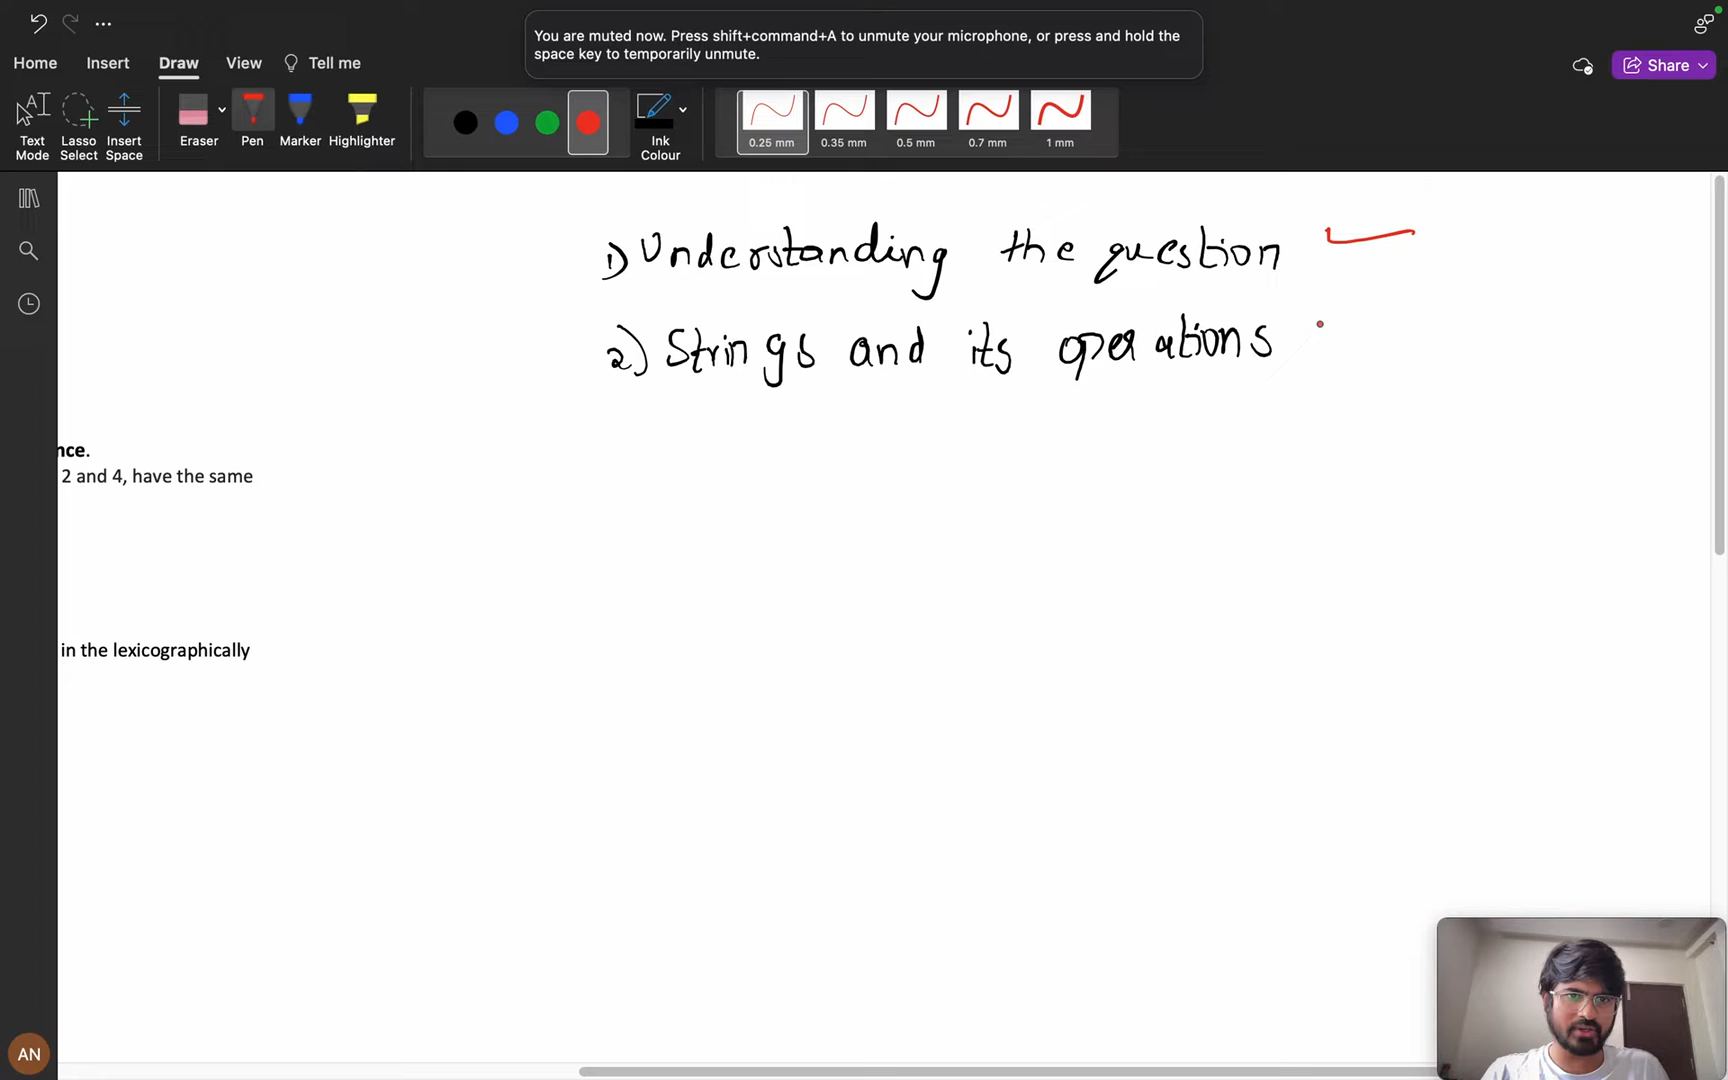 You are muted now. Press shift+command+A to unmute your microphone, or press and hold the
space key to temporarily unmute.
Home Insert Draw View Tell me
Share
Text Mode
Lasso Select
Insert Space
Eraser
Pen
Marker
Highlighter
Ink Colour
0.25 mm
0.35 mm
0.5 mm
0.7 mm
1 mm
1) Understanding the question
2) Strings and its operations
nce.
2 and 4, have the same
in the lexicographically
AN